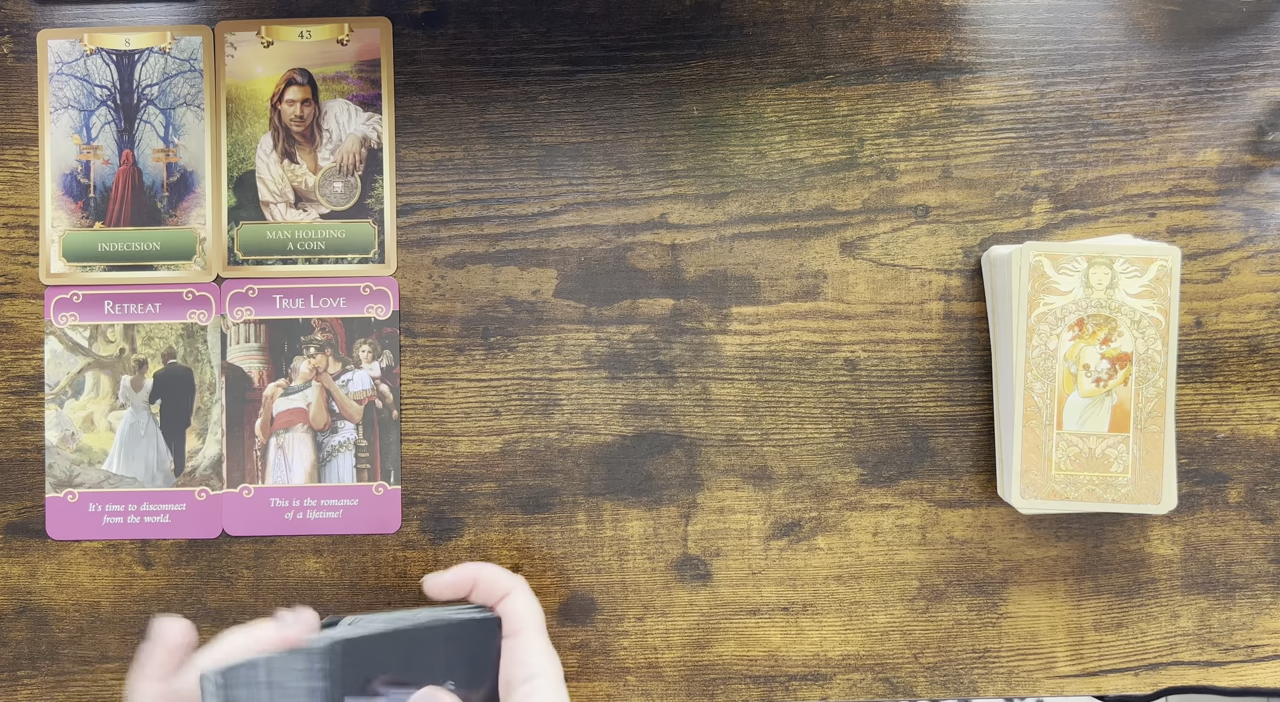 8
INDECISION
43
MAN HOLDING
A COIN
RETREAT
It's time to disconnect
from the world.
TRUE LOVE
This is the romance
of a lifetime!